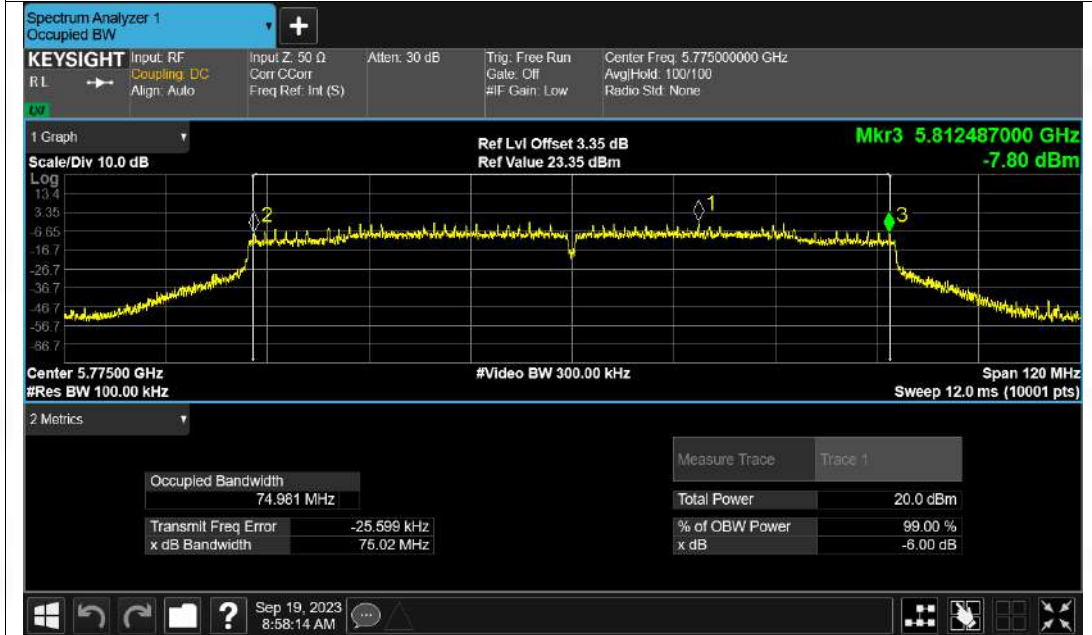 Spectrum Analyzer 1
Occupied BW
+
KEYSIGHT Input: RF Input Z: 50 Ω Atten: 30 dB Trig: Free Run Center Freq: 5.775000000 GHz
R L Coupling: DC Corr CCorr Gate: Off Avg|Hold: 100/100
Align: Auto Freq Ref: Int (S) #IF Gain: Low Radio Std: None
LXI
1 Graph
Ref Lvl Offset 3.35 dB Mkr3 5.812487000 GHz
Scale/Div 10.0 dB Ref Value 23.35 dBm -7.80 dBm
Log
13.4
3.35
-6.65
-16.7
-26.7
-36.7
-46.7
-56.7
-66.7
2
1
3
Center 5.77500 GHz #Video BW 300.00 kHz Span 120 MHz
#Res BW 100.00 kHz Sweep 12.0 ms (10001 pts)
2 Metrics
Measure Trace Trace 1
Occupied Bandwidth
74.981 MHz Total Power 20.0 dBm
Transmit Freq Error -25.599 kHz % of OBW Power 99.00 %
x dB Bandwidth 75.02 MHz x dB -6.00 dB
? Sep 19, 2023
8:58:14 AM